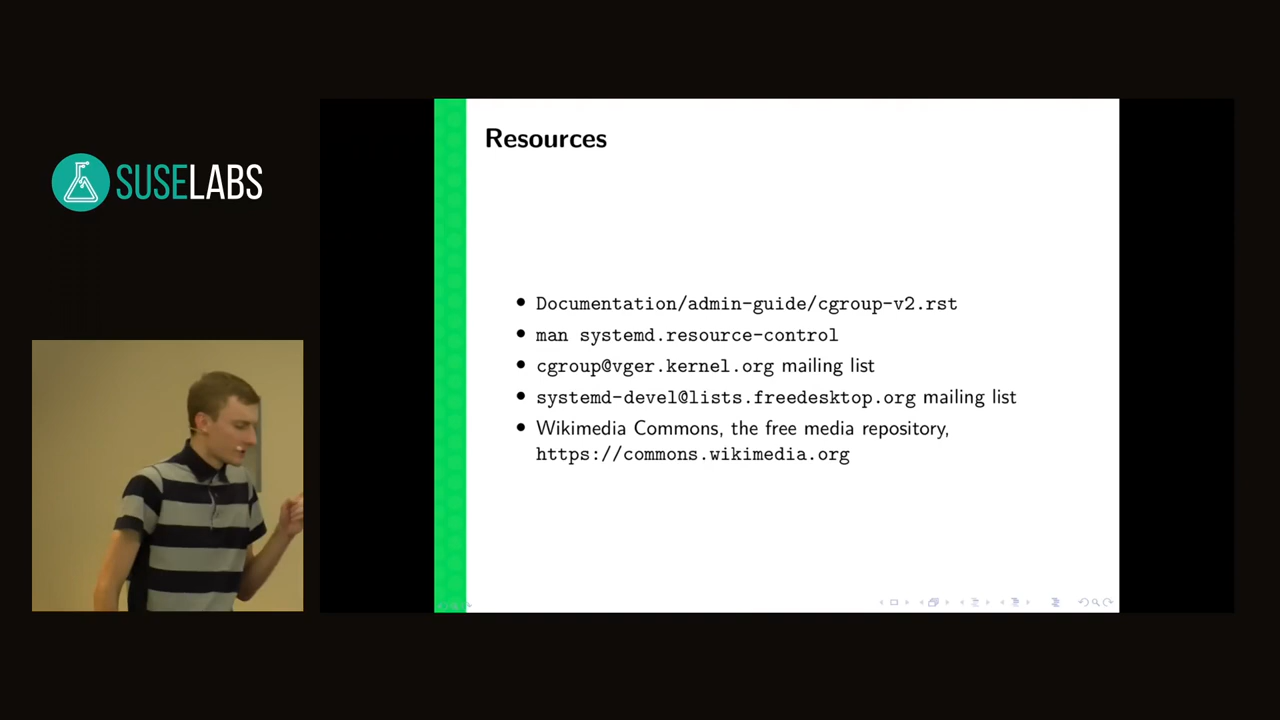 SUSELABS
Resources
• Documentation/admin-guide/cgroup-v2.rst
• man systemd.resource-control
• cgroup@vger.kernel.org mailing list
• systemd-devel@lists.freedesktop.org mailing list
• Wikimedia Commons, the free media repository,
https://commons.wikimedia.org